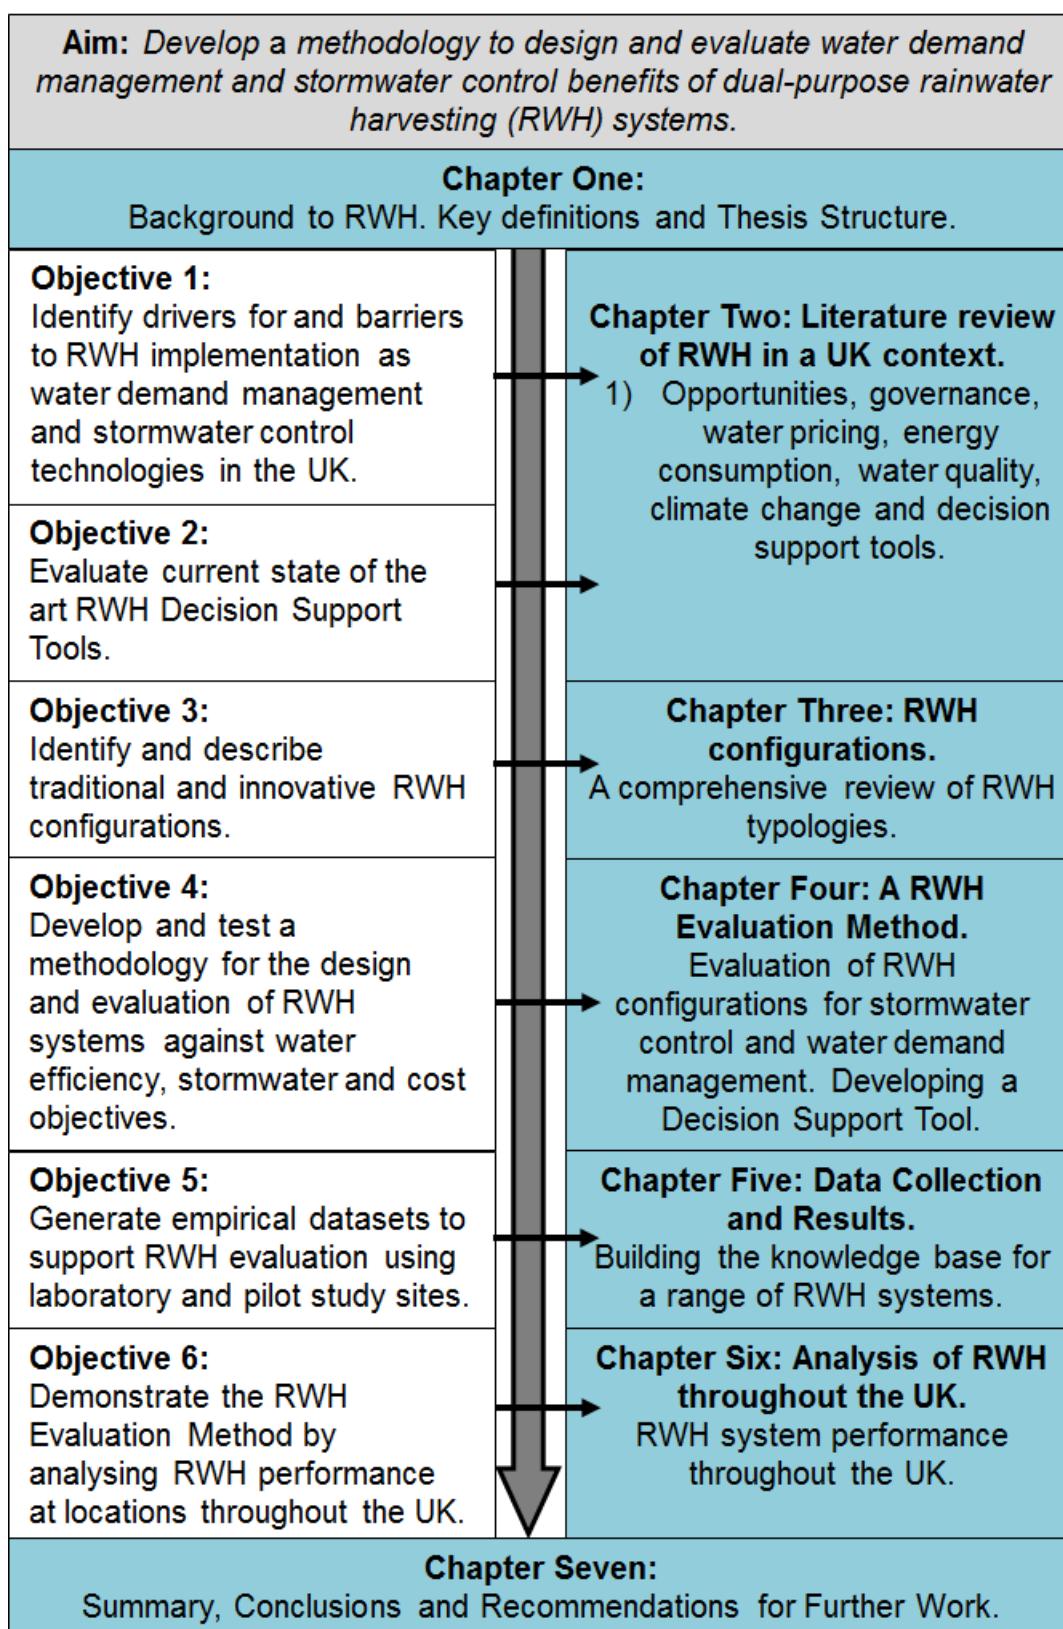 Aim: Develop a methodology to design and evaluate water demand
management and stormwater control benefits of dual-purpose rainwater
harvesting (RWH) systems.
Chapter One:
Background to RWH. Key definitions and Thesis Structure.
Objective 1:
Identify drivers for and barriers
to RWH implementation as
water demand management
and stormwater control
technologies in the UK.
Chapter Two: Literature review
of RWH in a UK context.
1) Opportunities, governance,
water pricing, energy
consumption, water quality,
climate change and decision
support tools.
Objective 2:
Evaluate current state of the
art RWH Decision Support
Tools.
Objective 3:
Identify and describe
traditional and innovative RWH
configurations.
Chapter Three: RWH
configurations.
A comprehensive review of RWH
typologies.
Objective 4:
Develop and test a
methodology for the design
and evaluation of RWH
systems against water
efficiency, stormwater and cost
objectives.
Chapter Four: A RWH
Evaluation Method.
Evaluation of RWH
configurations for stormwater
control and water demand
management. Developing a
Decision Support Tool.
Objective 5:
Generate empirical datasets to
support RWH evaluation using
laboratory and pilot study sites.
Chapter Five: Data Collection
and Results.
Building the knowledge base for
a range of RWH systems.
Objective 6:
Demonstrate the RWH
Evaluation Method by
analysing RWH performance
at locations throughout the UK.
Chapter Six: Analysis of RWH
throughout the UK.
RWH system performance
throughout the UK.
Chapter Seven:
Summary, Conclusions and Recommendations for Further Work.